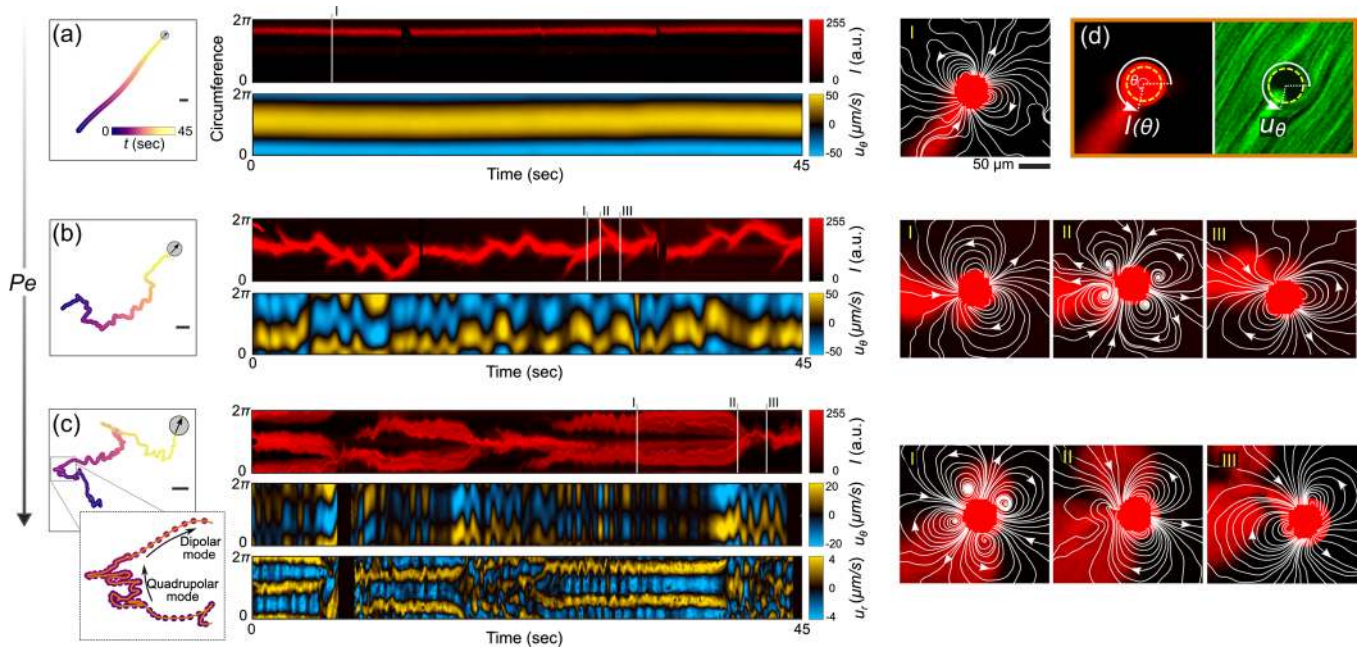 (a)
0
45
t (sec)
Circumference
2π
0
2π
0
I
255
0
I (a.u.)
50
0
-50
uθ (μm/s)
0
Time (sec)
45
I
50 μm
(d)
θ
I(θ)
uθ
Pe
(b)
2π
0
2π
0
I
II
III
255
0
I (a.u.)
50
0
-50
uθ (μm/s)
0
Time (sec)
45
I
II
III
(c)
Dipolar
mode
Quadrupolar
mode
2π
0
2π
0
2π
0
I
II
III
255
0
I (a.u.)
20
0
-20
uθ (μm/s)
4
0
-4
ur (μm/s)
0
Time (sec)
45
I
II
III